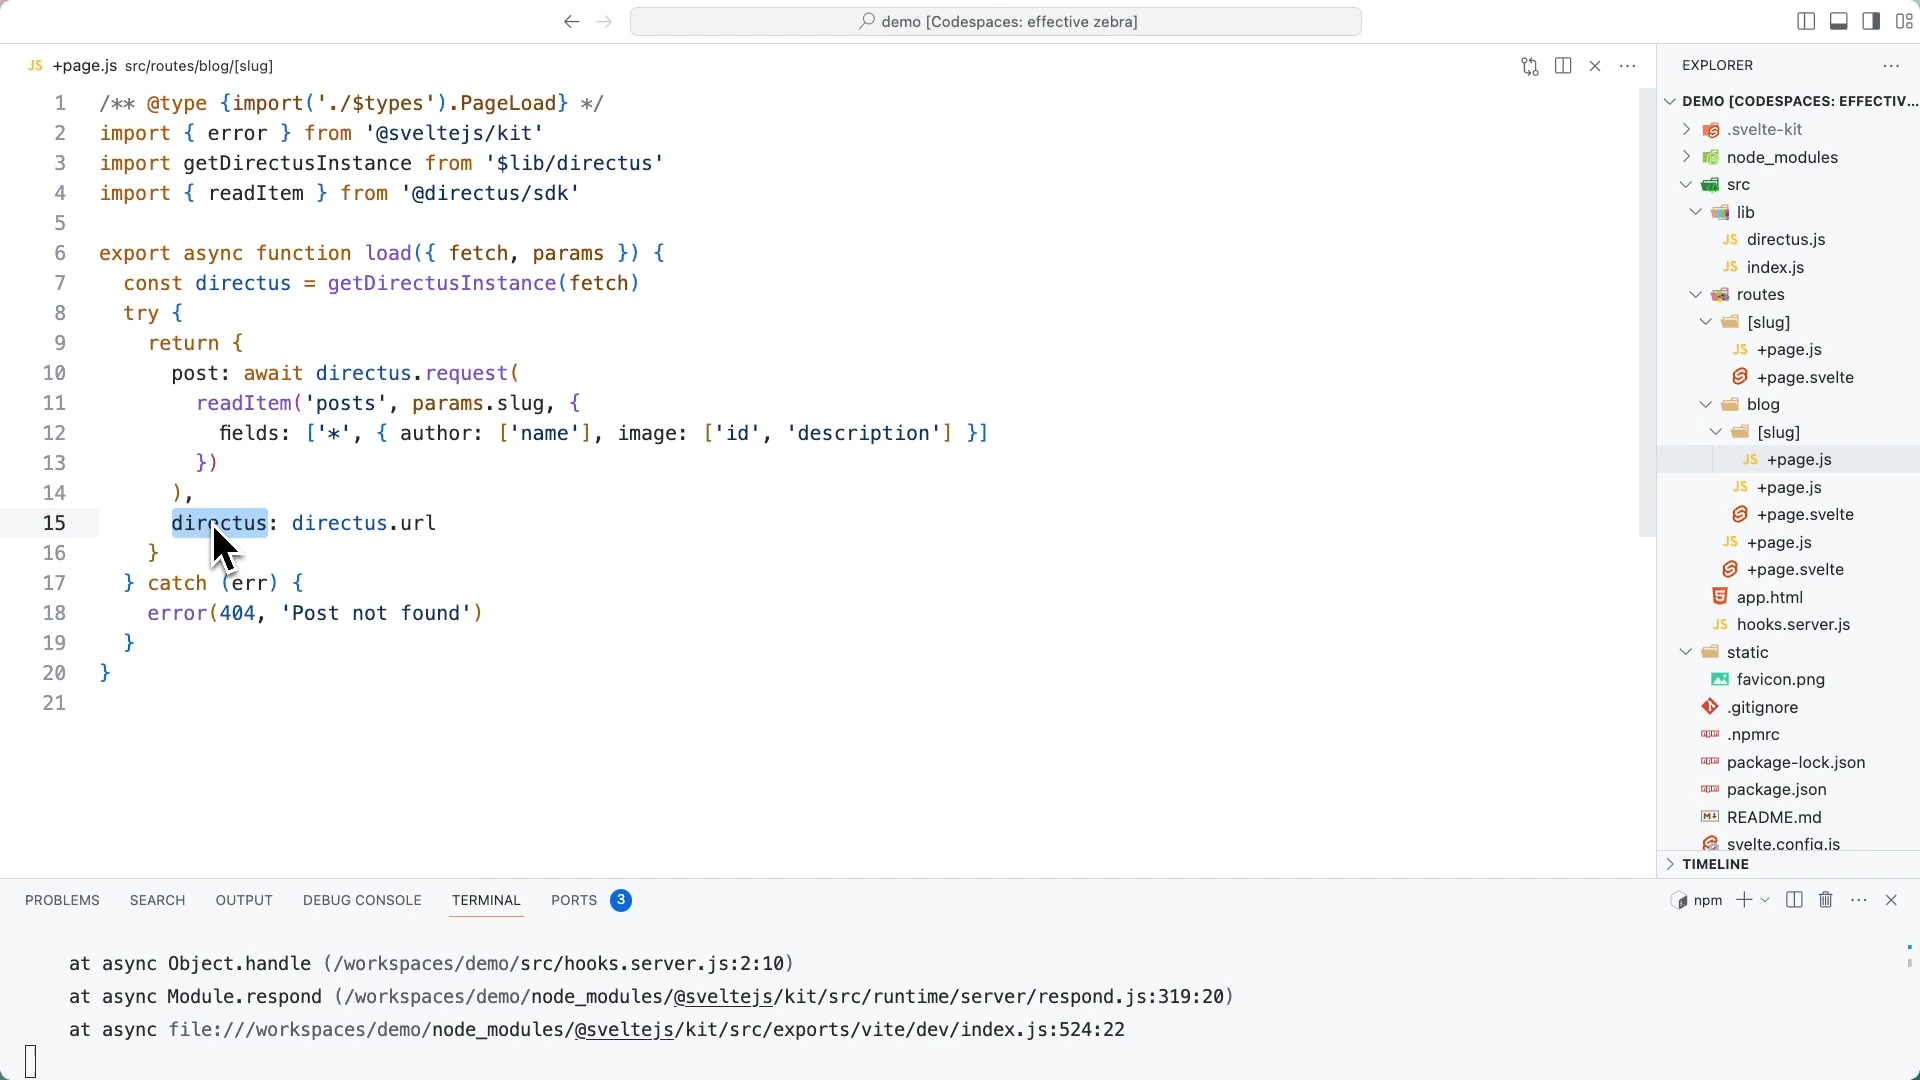 demo [Codespaces: effective zebra]
JS +page.js src/routes/blog/[slug]
1 /** @type {import('./$types').PageLoad} */
2 import { error } from '@sveltejs/kit'
3 import getDirectusInstance from '$lib/directus'
4 import { readItem } from '@directus/sdk'
5
6 export async function load({ fetch, params }) {
7 const directus = getDirectusInstance(fetch)
8 try {
9 return {
10 post: await directus.request(
11 readItem('posts', params.slug, {
12 fields: ['*', { author: ['name'], image: ['id', 'description'] }]
13 })
14 ),
15 directus: directus.url
16 }
17 } catch (err) {
18 error(404, 'Post not found')
19 }
20 }
21
EXPLORER
DEMO [CODESPACES: EFFECTIV...
.svelte-kit
node_modules
src
lib
JS directus.js
JS index.js
routes
[slug]
JS +page.js
+page.svelte
blog
[slug]
JS +page.js
JS +page.js
+page.svelte
JS +page.js
+page.svelte
app.html
JS hooks.server.js
static
favicon.png
.gitignore
.npmrc
package-lock.json
package.json
README.md
svelte.config.js
TIMELINE
PROBLEMS SEARCH OUTPUT DEBUG CONSOLE TERMINAL PORTS 3
npm
at async Object.handle (/workspaces/demo/src/hooks.server.js:2:10)
at async Module.respond (/workspaces/demo/node_modules/@sveltejs/kit/src/runtime/server/respond.js:319:20)
at async file:///workspaces/demo/node_modules/@sveltejs/kit/src/exports/vite/dev/index.js:524:22